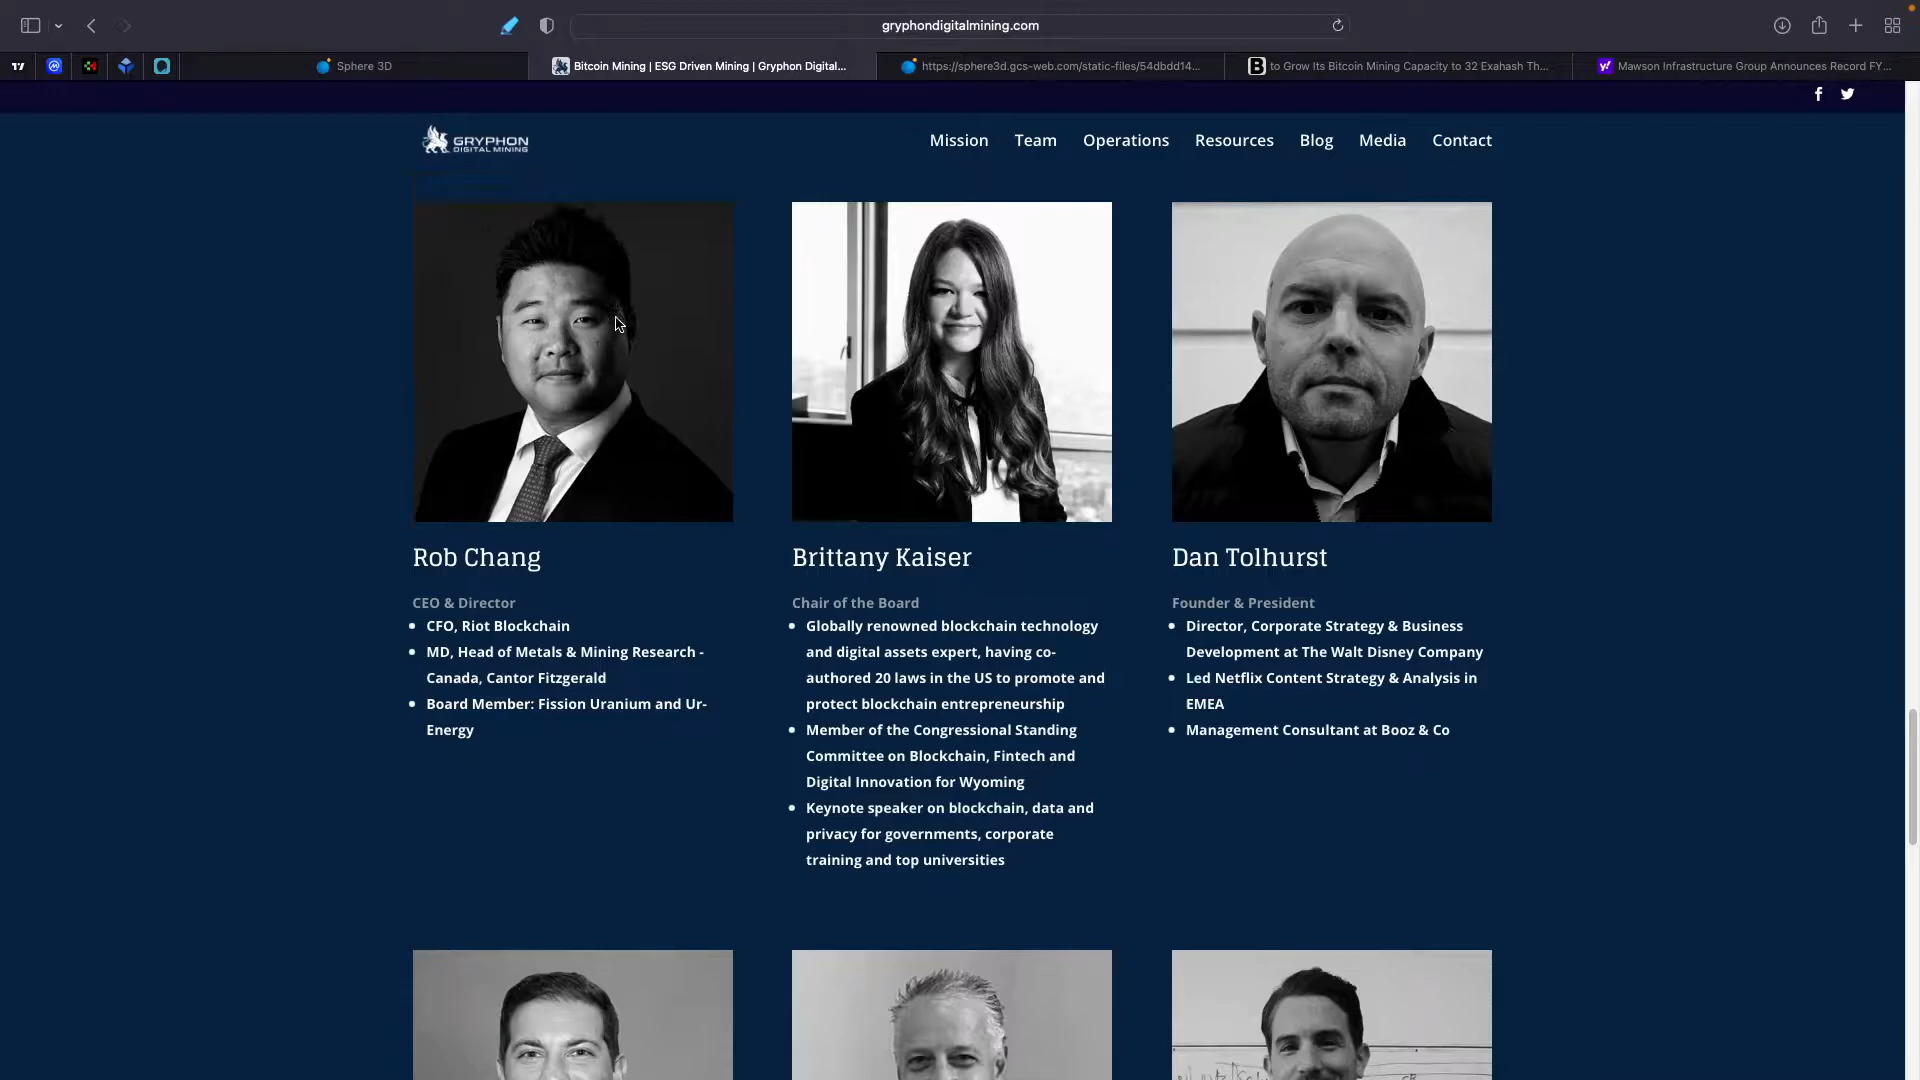 gryphondigitalmining.com
Sphere 3D
Bitcoin Mining | ESG Driven Mining | Gryphon Digital...
https://sphere3d.gcs-web.com/static-files/54dbdd14...
to Grow Its Bitcoin Mining Capacity to 32 Exahash Th...
Mawson Infrastructure Group Announces Record FY...
GRYPHON
DIGITAL MINING
Mission
Team
Operations
Resources
Blog
Media
Contact
Rob Chang
CEO & Director
CFO, Riot Blockchain
MD, Head of Metals & Mining Research -
Canada, Cantor Fitzgerald
Board Member: Fission Uranium and Ur-
Energy
Brittany Kaiser
Chair of the Board
Globally renowned blockchain technology
and digital assets expert, having co-
authored 20 laws in the US to promote and
protect blockchain entrepreneurship
Member of the Congressional Standing
Committee on Blockchain, Fintech and
Digital Innovation for Wyoming
Keynote speaker on blockchain, data and
privacy for governments, corporate
training and top universities
Dan Tolhurst
Founder & President
Director, Corporate Strategy & Business
Development at The Walt Disney Company
Led Netflix Content Strategy & Analysis in
EMEA
Management Consultant at Booz & Co